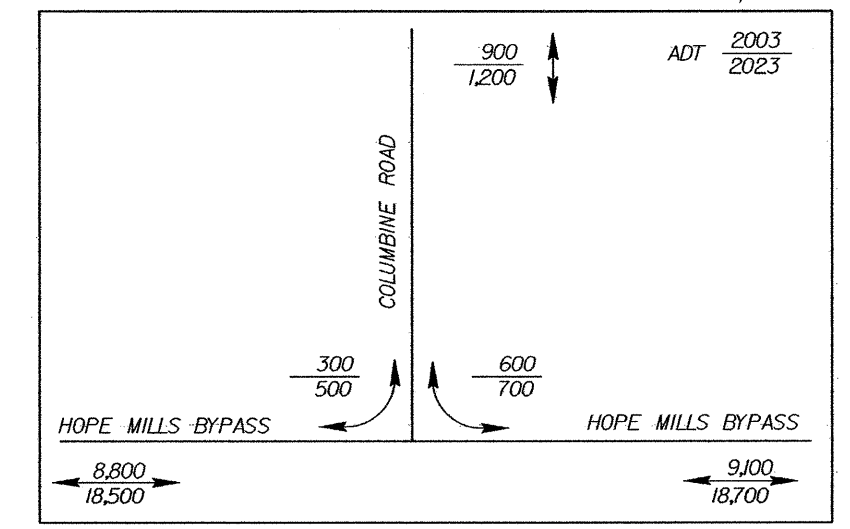 900
1,200
ADT 2003
2023
COLUMBINE ROAD
300
500
600
700
HOPE MILLS BYPASS
HOPE MILLS BYPASS
8,800
18,500
9,100
18,700